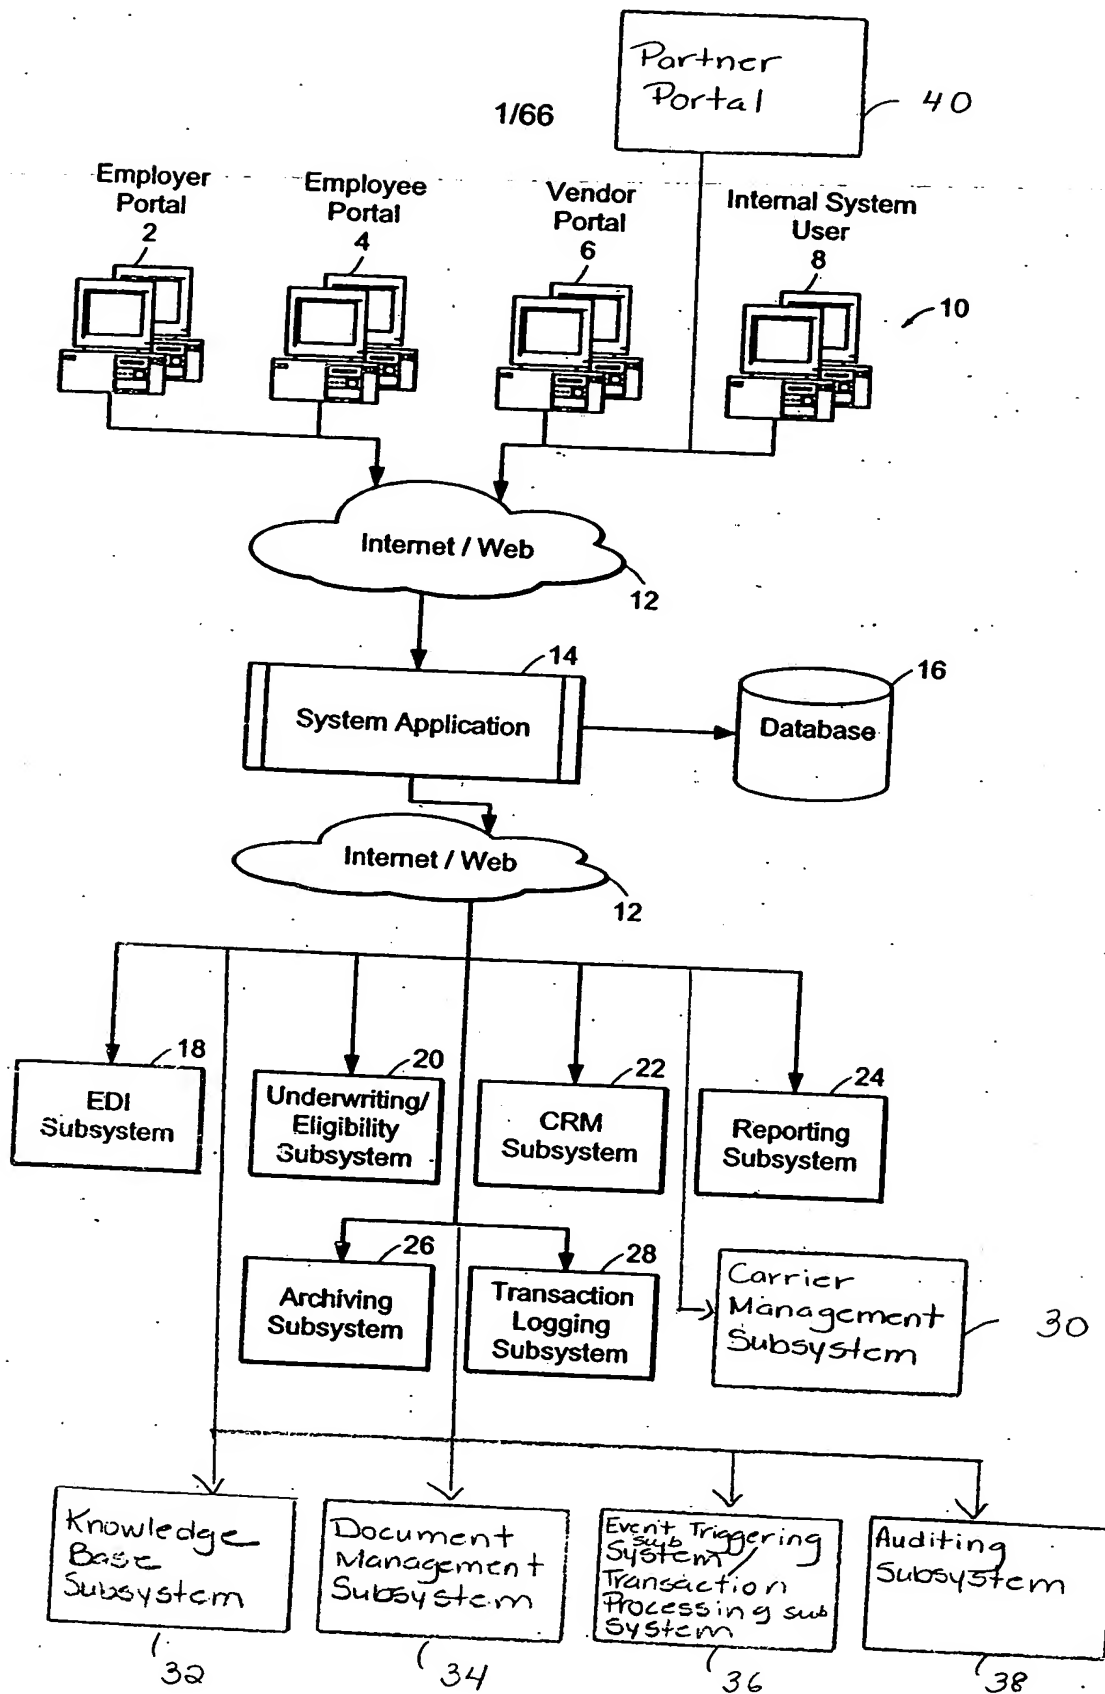 Partner
Portal
40
1/66
Employer
Portal
2
Employee
Portal
4
Vendor
Portal
6
Internal System
User
8
10
Internet / Web
12
14
System Application
16
Database
Internet / Web
12
18
EDI
Subsystem
20
Underwriting/
Eligibility
Subsystem
22
CRM
Subsystem
24
Reporting
Subsystem
26
Archiving
Subsystem
28
Transaction
Logging
Subsystem
Carrier
Management
Subsystem
30
Knowledge
Base
Subsystem
32
Document
Management
Subsystem
34
Event Triggering
sub
System/
Transaction
Processing sub
system
36
Auditing
Subsystem
38